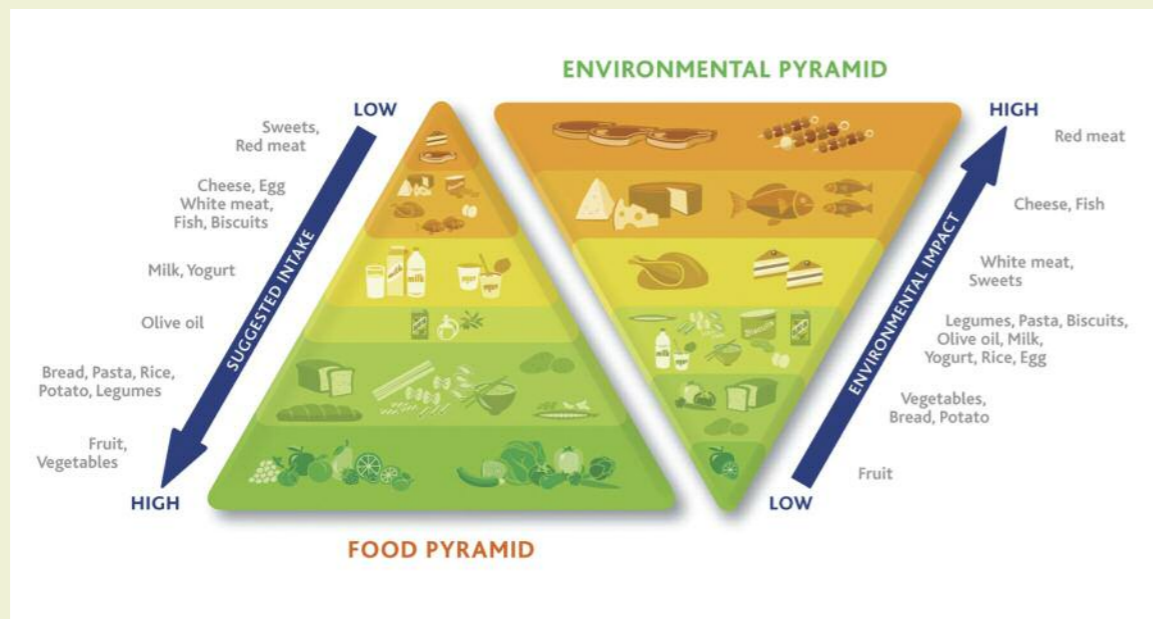 ENVIRONMENTAL PYRAMID
LOW
Sweets,
Red meat
Cheese, Egg
White meat,
Fish, Biscuits
Milk, Yogurt
Olive oil
Bread, Pasta, Rice,
Potato, Legumes
Fruit,
Vegetables
HIGH
SUGGESTED INTAKE
FOOD PYRAMID
HIGH
Red meat
Cheese, Fish
White meat,
Sweets
Legumes, Pasta, Biscuits,
Olive oil, Milk,
Yogurt, Rice, Egg
Vegetables,
Bread, Potato
Fruit
LOW
ENVIRONMENTAL IMPACT
milk